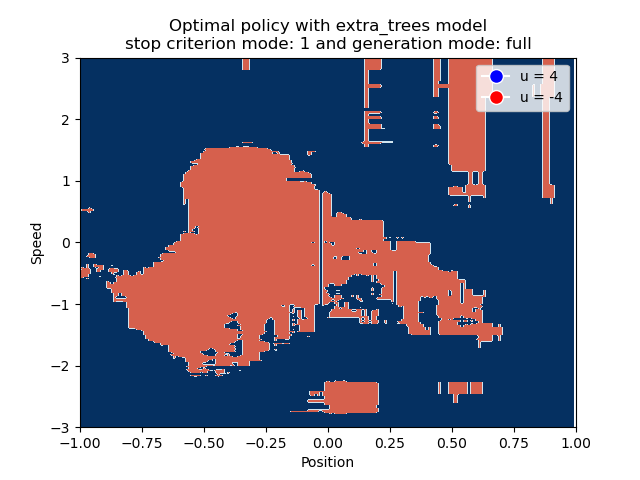 Optimal policy with extra_trees model
stop criterion mode: 1 and generation mode: full
u = 4
u = -4
Speed
3
2
1
0
−1
−2
−3
−1.00 −0.75 −0.50 −0.25 0.00 0.25 0.50 0.75 1.00
Position